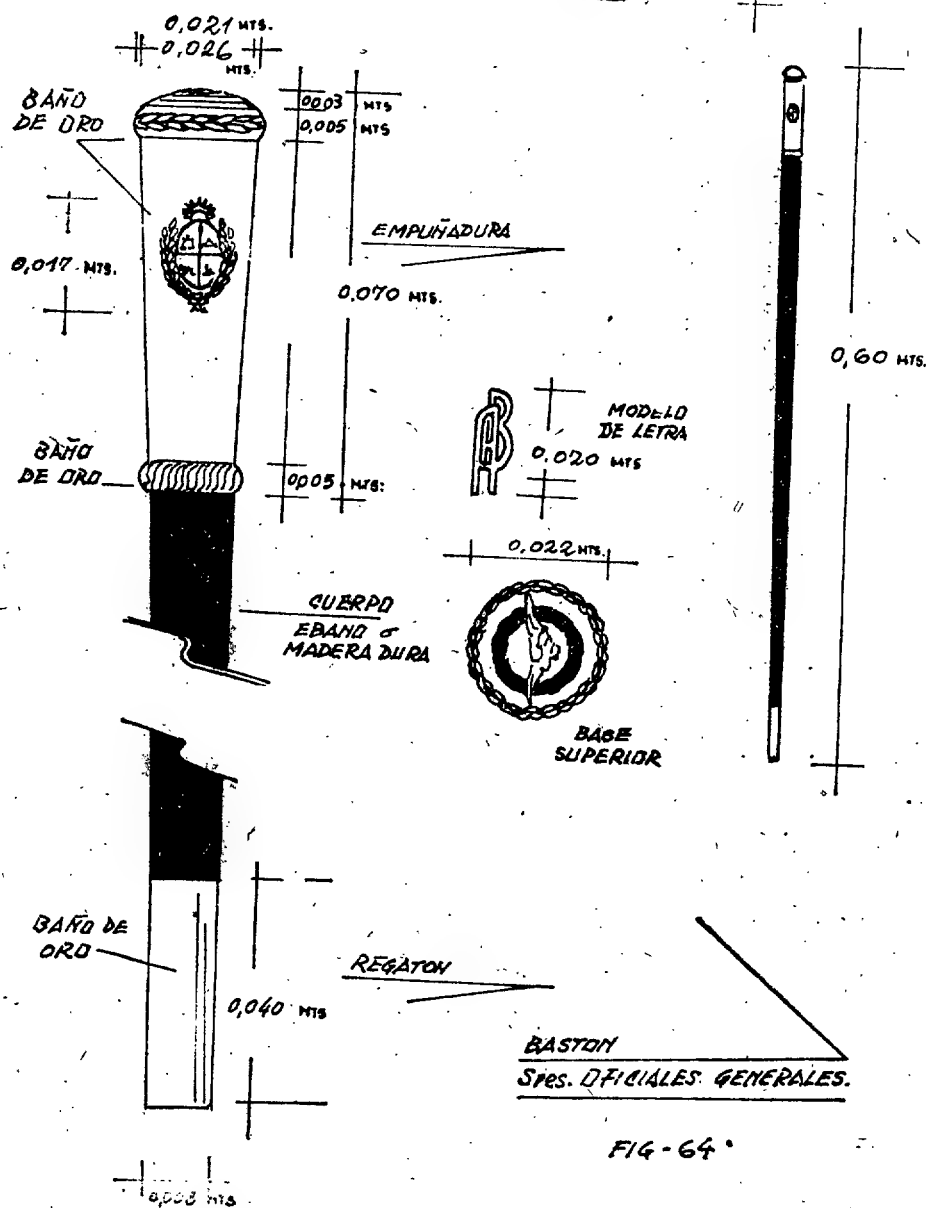 0,021 MTS.
0,026
MTS.
BAÑO
DE ORO
0003 MTS
0,005 MTS
EMPUÑADURA
0,017 MTS.
0,070 MTS.
0,60 MTS.
MODELO
DE LETRA
AB
0.020 MTS
BAÑO
DE ORO
0,005 MTS.
0,022 MTS.
CUERPO
EBANO o
MADERA DURA
BASE
SUPERIOR
BAÑO DE
ORO
REGATON
0,040 MTS
BASTON
Sres. OFICIALES GENERALES.
FIG-64
MTS